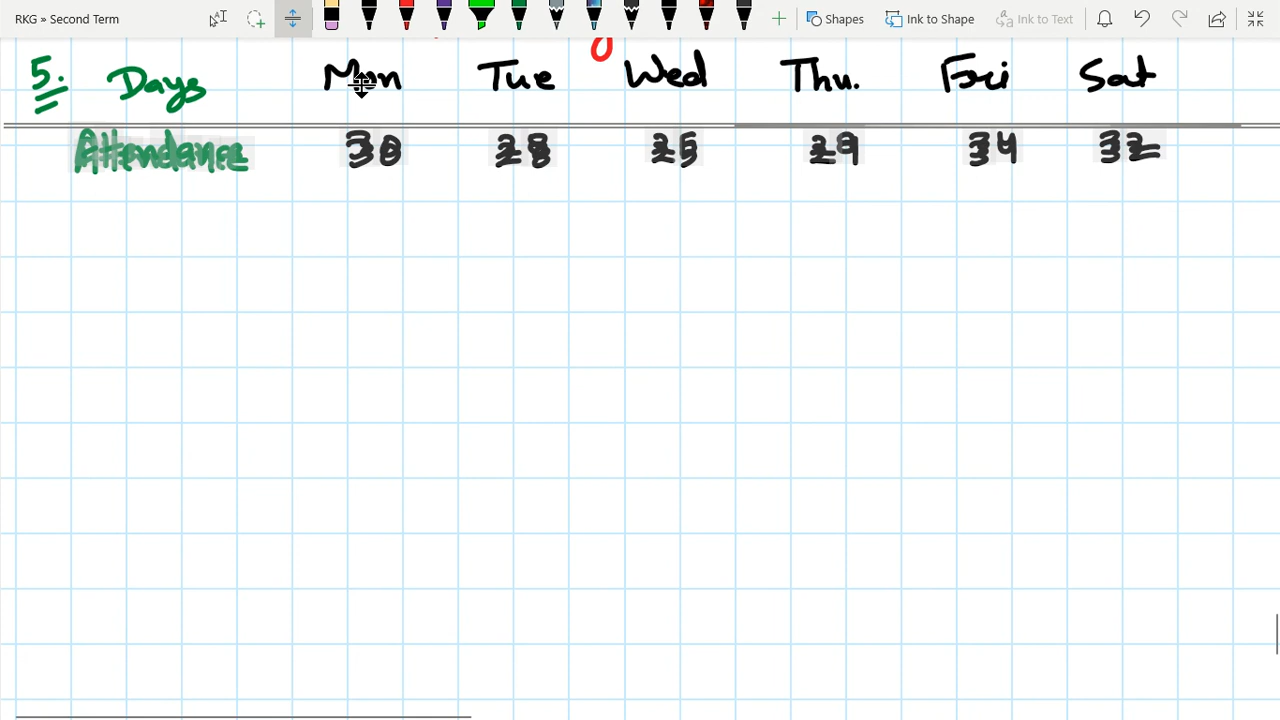 RKG » Second Term Shapes Ink to Shape Ink to Text
5. Days Mon Tue Wed Thu. Fri Sat
Attendance 30 28 25 29 34 32